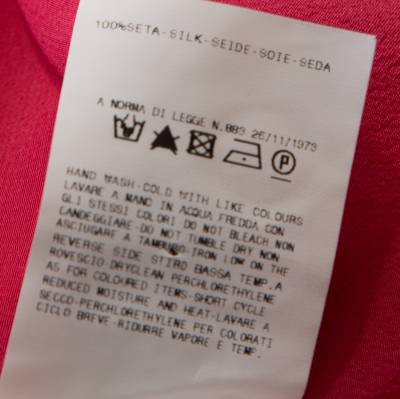 100%SETA-SILK-SEIDE-SOIE-SEDA
A NORMA DI LEGGE N.883 26/11/1973
P
HAND WASH-COLD WITH LIKE COLOURS
LAVARE A MANO IN ACQUA FREDDA CON
GLI STESSI COLORI DO NOT BLEACH NON
CANDEGGIARE-DO NOT TUMBLE DRY NON
ASCIUGARE A TAMBURO-IRON LOW ON THE
REVERSE SIDE STIRO BASSA TEMP.A
ROVESCIO-DRYCLEAN PERCHLORETHYLENE
AS FOR COLOURED ITEMS-SHORT CYCLE
REDUCED MOISTURE AND HEAT-LAVARE A
SECCO-PERCHLORETHYLENE PER COLORATI
CICLO BREVE-RIDURRE VAPORE E TEMP.